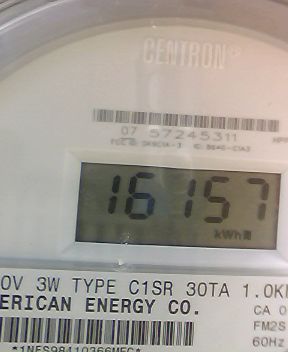 CENTRON®
07 57245311
16157
kWh
0V 3W TYPE C1SR 30TA 1.0K
CA 0
ERICAN ENERGY CO.
FM2S
60Hz